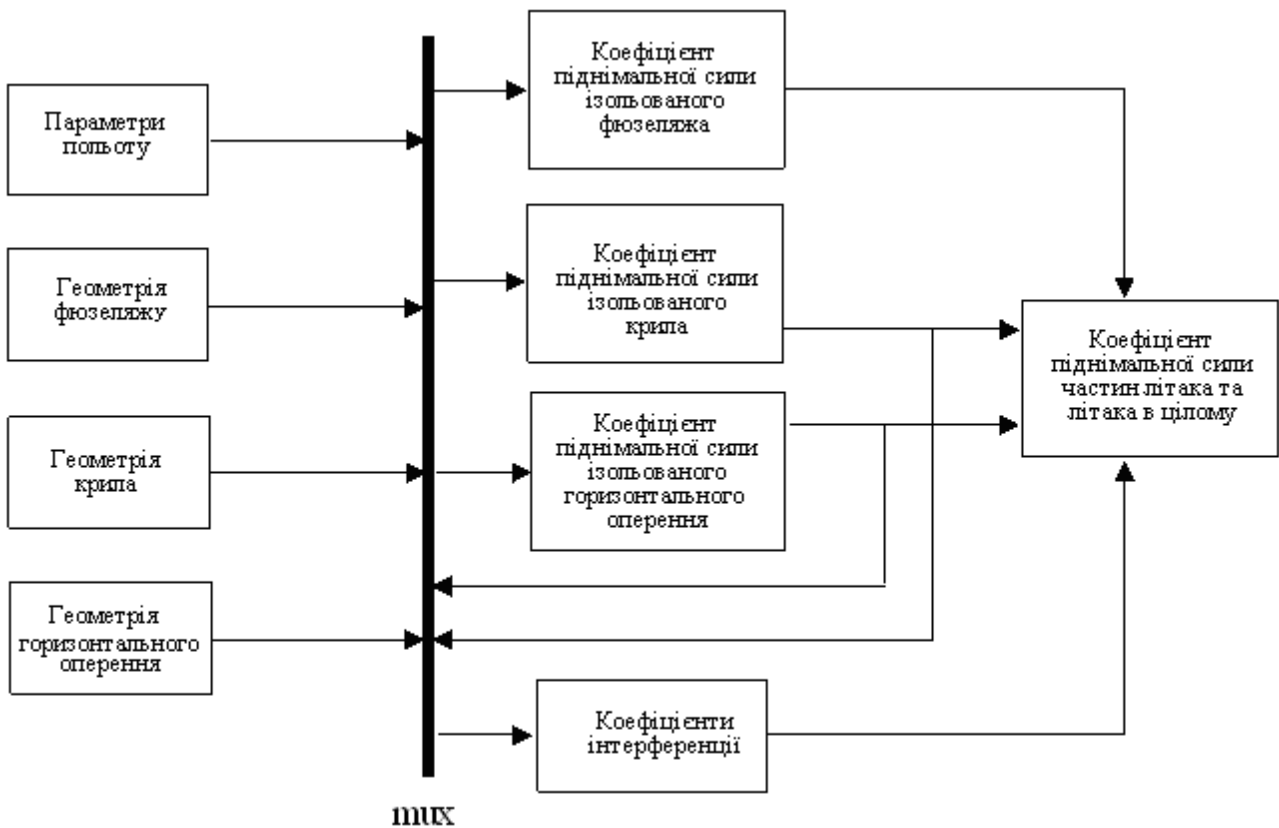 Параметри
польоту
Геометрія
фюзеляжу
Геометрія
крила
Геометрія
горизонтального
оперення
mux
Коефіцієнт
піднімальної сили
ізольованого
фюзеляжа
Коефіцієнт
піднімальної сили
ізольованого
крила
Коефіцієнт
піднімальної сили
ізольованого
горизонтального
оперення
Коефіцієнти
інтерференції
Коефіцієнт
піднімальної сили
частин літака та
літака в цілому